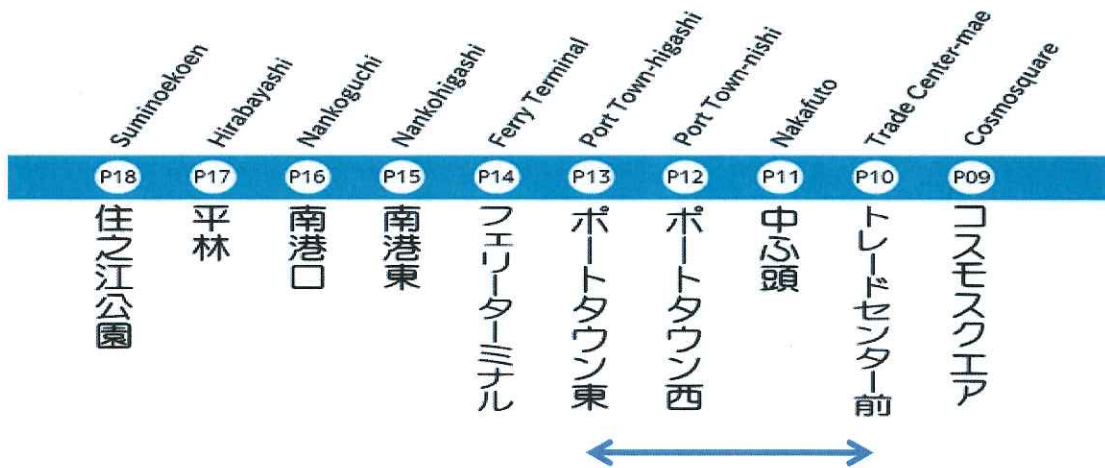 Suminoekoen
Hirabayashi
Nankoguchi
Nankohigashi
Ferry Terminal
Port Town-higashi
Port Town-nishi
Nakafuto
Trade Center-mae
Cosmosquare
P18
P17
P16
P15
P14
P13
P12
P11
P10
P09
住之江公園
平林
南港口
南港東
フェリーターミナル
ポートタウン東
ポートタウン西
中ふ頭
トレードセンター前
コスモスクエア